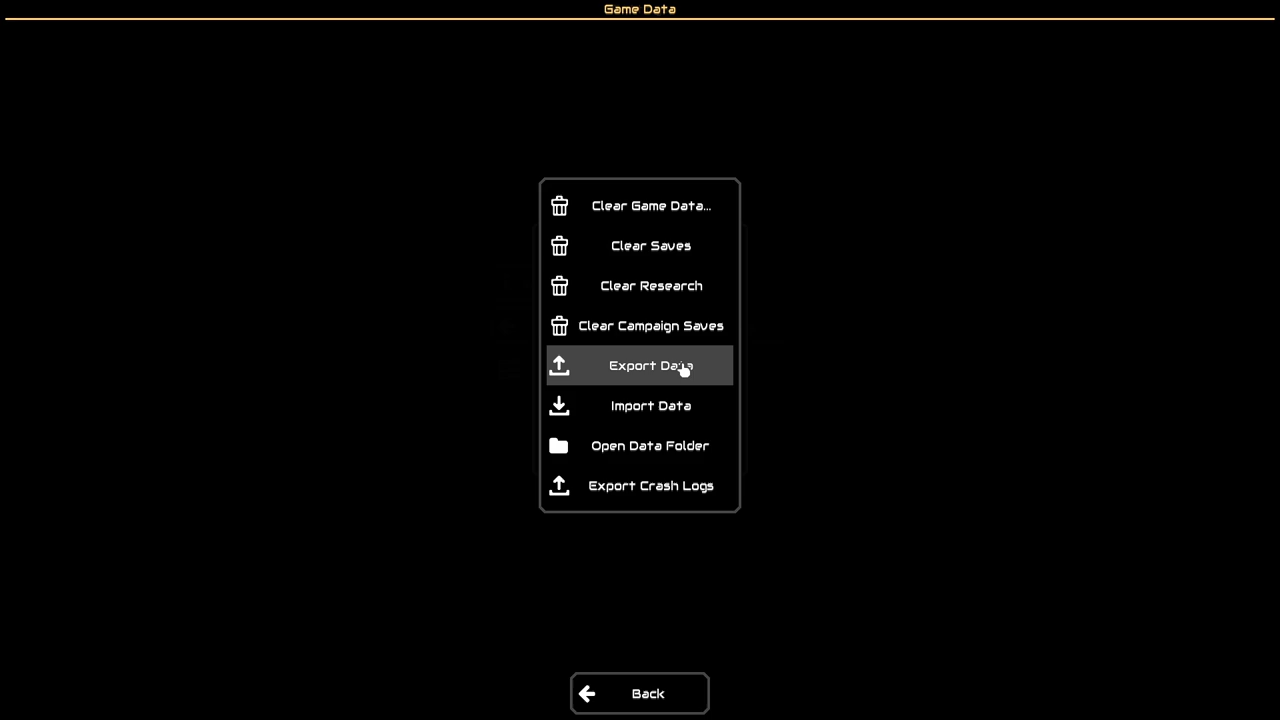 Game Data
Clear Game Data...
Clear Saves
Clear Research
Clear Campaign Saves
Export Data
Import Data
Open Data Folder
Export Crash Logs
Back